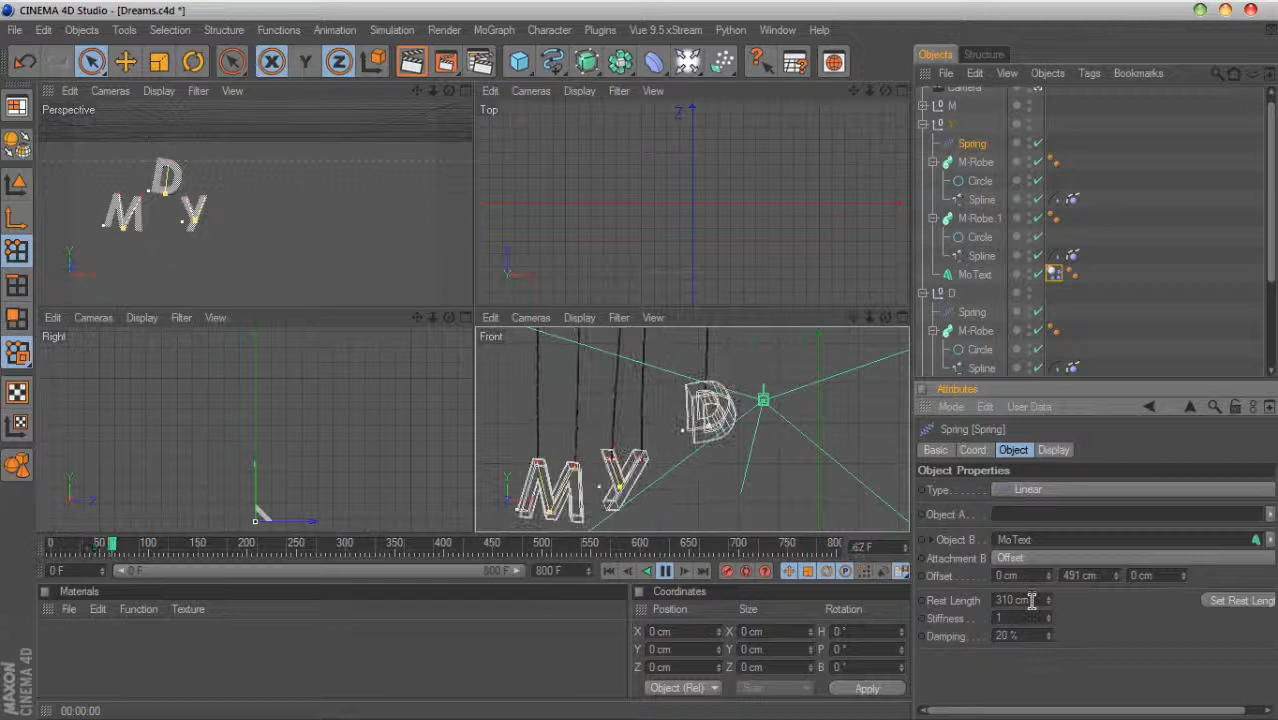 CINEMA 4D Studio - [Dreams.c4d *]
File Edit Objects Tools Selection Structure Functions Animation Simulation Render MoGraph Character Plugins Vue 9.5 xStream Python Window Help
X Y Z
Objects Structure
File Edit View Objects Tags Bookmarks
Edit Cameras Display Filter View
Perspective
D
M Y
Edit Cameras Display Filter View
Top
Z
Y
Z
Camera
M
Y
Spring
M-Robe
Circle
Spline
M-Robe.1
Circle
Spline
MoText
D
Spring
M-Robe
Circle
Spline
Edit Cameras Display Filter View
Right
Y
Z
Edit Cameras Display Filter View
Front
D
M Y
Y
Attributes
Mode Edit User Data
Spring [Spring]
Basic Coord. Object Display
Object Properties
Type Linear
Object A
Object B MoText
Attachment B Offset
Offset 0 cm 491 cm 0 cm
Rest Length 310 cm Set Rest Lengt
Stiffness 1
Damping 20 %
0 50 100 150 200 250 300 350 400 450 500 550 600 650 700 750 800
62 F
0 F 0 F 800 F 800 F
Materials
File Edit Function Texture
Coordinates
Position Size Rotation
X 0 cm X 0 cm H 0 °
Y 0 cm Y 0 cm P 0 °
Z 0 cm Z 0 cm B 0 °
Object (Rel) Size Apply
MAXON
CINEMA 4D
00:00:00